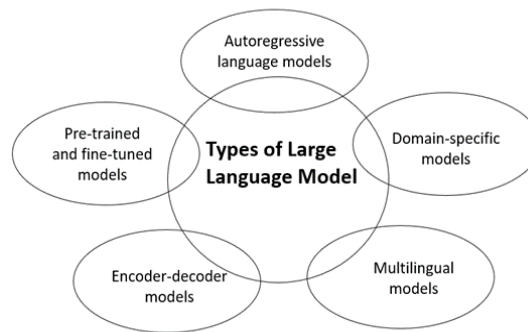 Autoregressive
language models
Pre-trained
and fine-tuned
models
Types of Large
Language Model
Domain-specific
models
Encoder-decoder
models
Multilingual
models